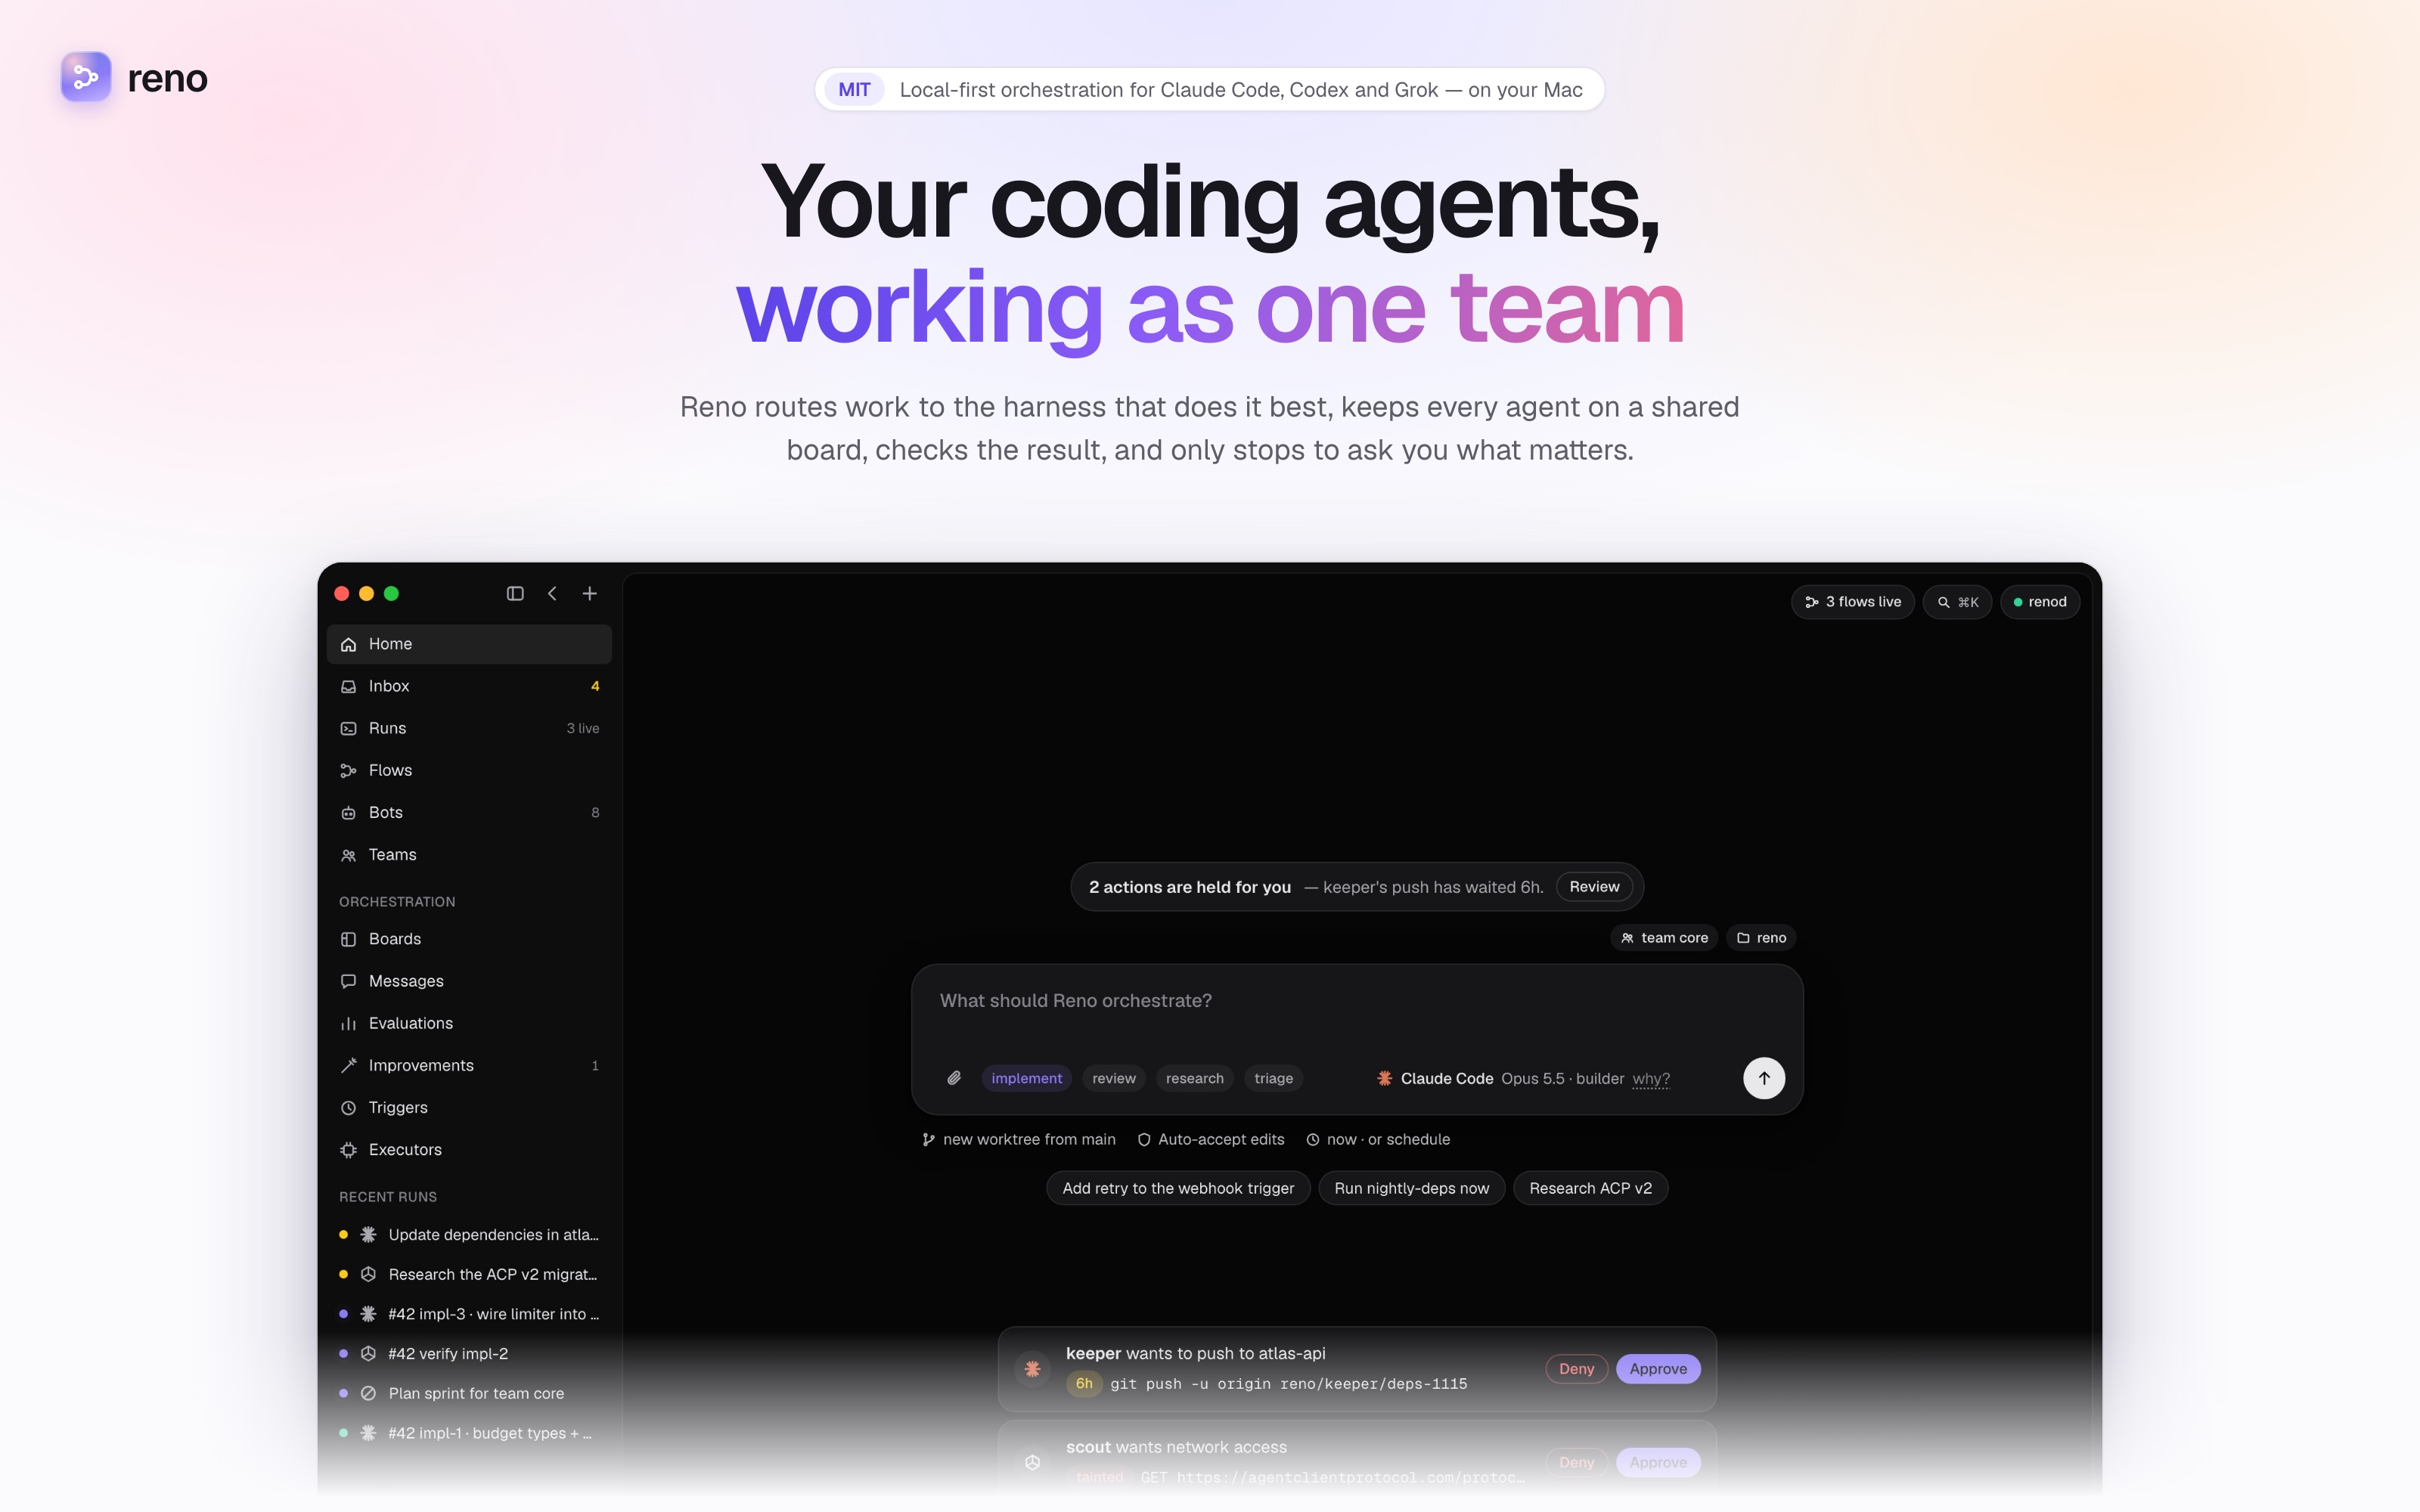 reno
MIT Local-first orchestration for Claude Code, Codex and Grok — on your Mac
Your coding agents,
working as one team
Reno routes work to the harness that does it best, keeps every agent on a shared
board, checks the result, and only stops to ask you what matters.
3 flows live
⌘K
renod
Home
Inbox 4
Runs 3 live
Flows
Bots 8
Teams
ORCHESTRATION
Boards
Messages
Evaluations
Improvements 1
Triggers
Executors
RECENT RUNS
Update dependencies in atla...
Research the ACP v2 migrat...
#42 impl-3 · wire limiter into ...
#42 verify impl-2
Plan sprint for team core
#42 impl-1 · budget types + ...
2 actions are held for you — keeper's push has waited 6h. Review
team core reno
What should Reno orchestrate?
implement review research triage Claude Code Opus 5.5 · builder why?
new worktree from main Auto-accept edits now · or schedule
Add retry to the webhook trigger Run nightly-deps now Research ACP v2
keeper wants to push to atlas-api
6h git push -u origin reno/keeper/deps-1115
Deny Approve
scout wants network access
tainted GET https://agentclientprotocol.com/protoc...
Deny Approve